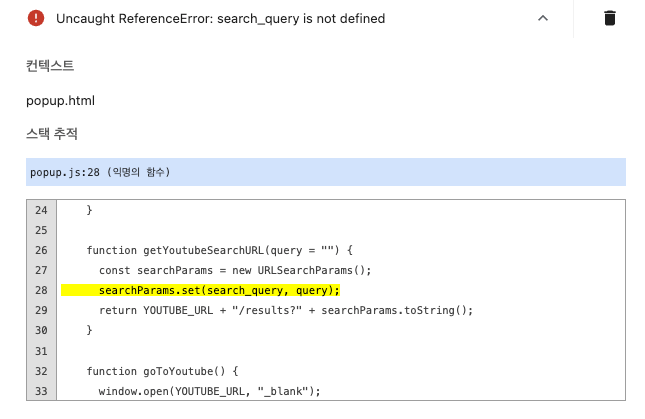 Uncaught ReferenceError: search_query is not defined
컨텍스트
popup.html
스택 추적
popup.js:28 (익명의 함수)
24 }
25
26 function getYoutubeSearchURL(query = "") {
27 const searchParams = new URLSearchParams();
28 searchParams.set(search_query, query);
29 return YOUTUBE_URL + "/results?" + searchParams.toString();
30 }
31
32 function goToYoutube() {
33 window.open(YOUTUBE_URL, "_blank");